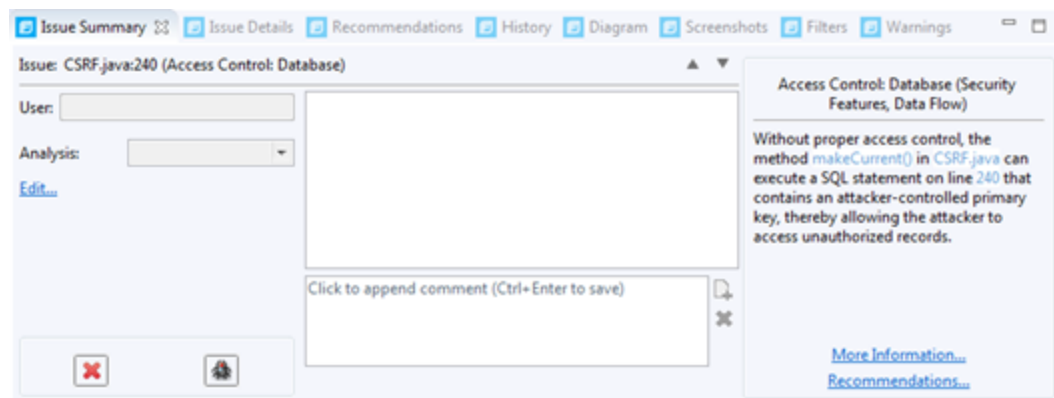 Issue Summary Issue Details Recommendations History Diagram Screenshots Filters Warnings
Issue: CSRF.java:240 (Access Control: Database)
User:
Analysis:
Edit...
Click to append comment (Ctrl+Enter to save)
Access Control: Database (Security
Features, Data Flow)
Without proper access control, the
method makeCurrent() in CSRF.java can
execute a SQL statement on line 240 that
contains an attacker-controlled primary
key, thereby allowing the attacker to
access unauthorized records.
More Information...
Recommendations...